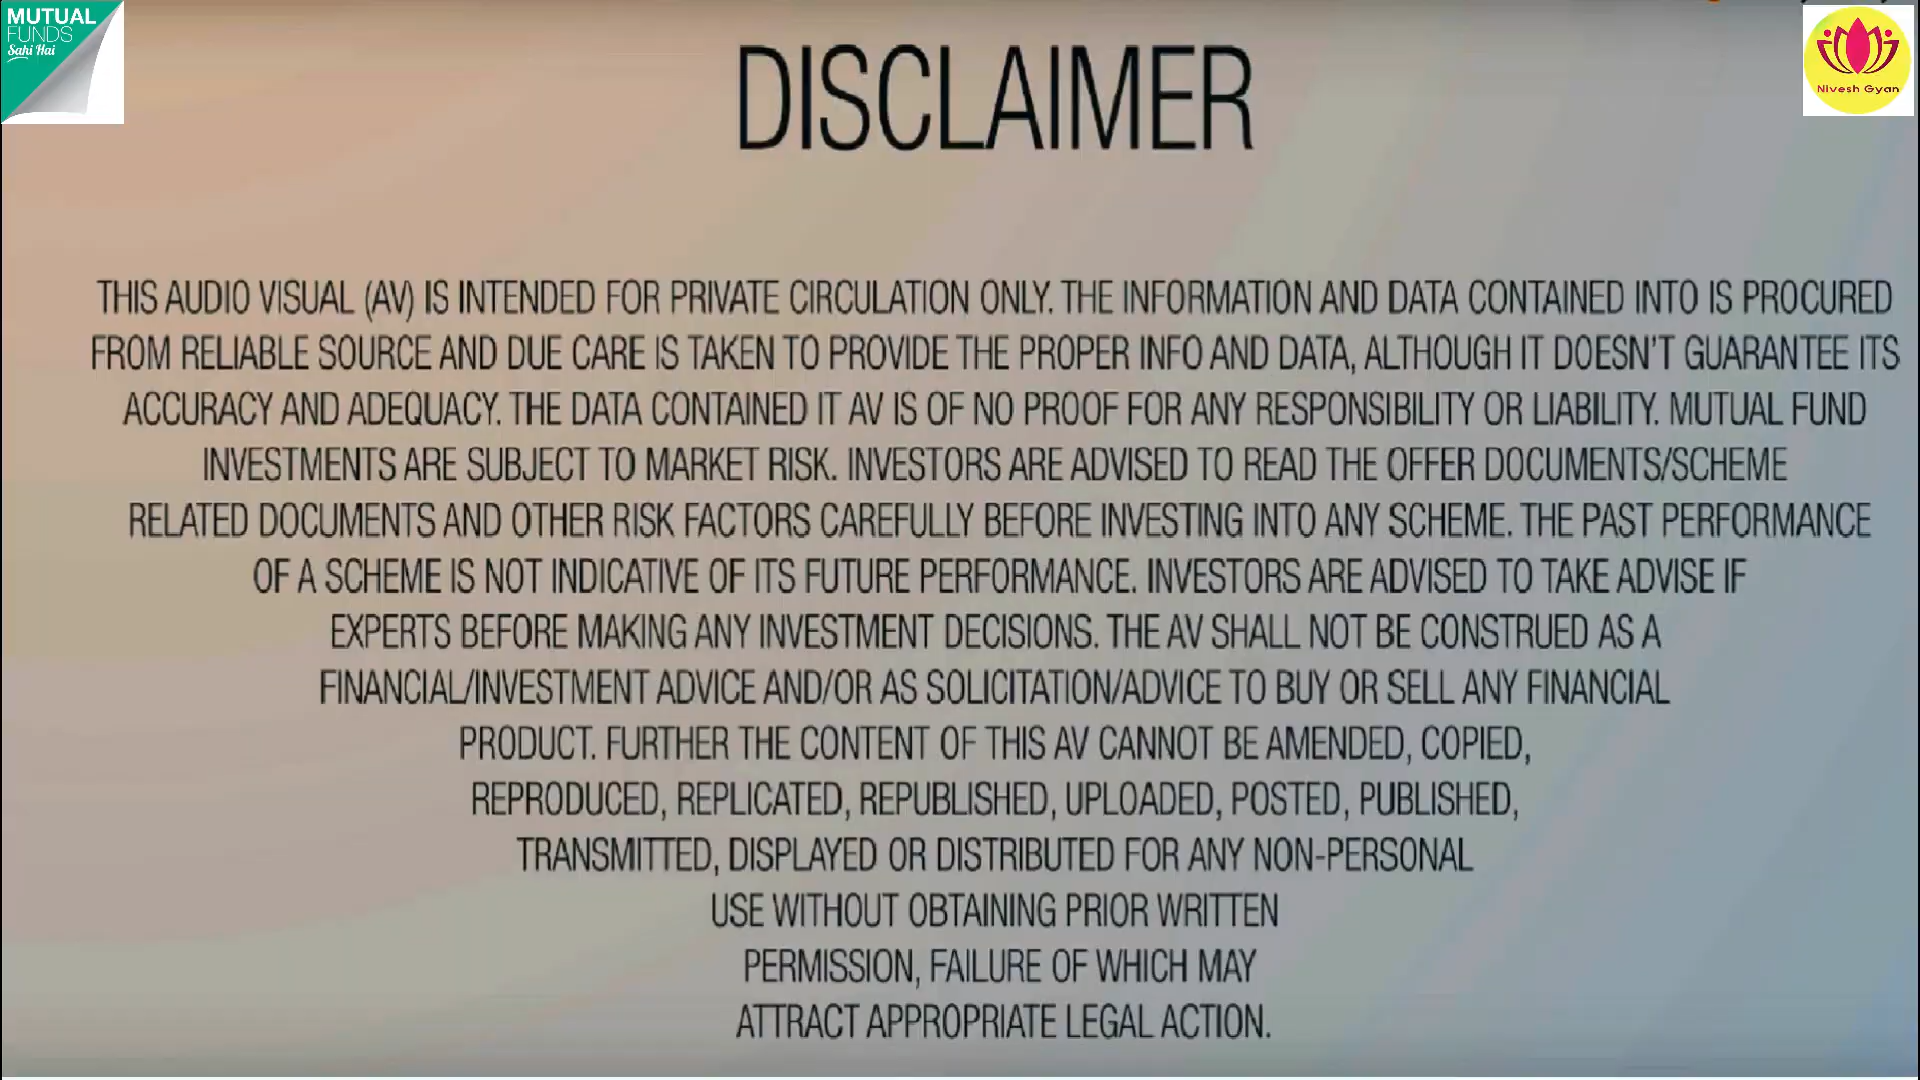 MUTUAL
FUNDS
Sahi Hai
Nivesh Gyan
DISCLAIMER
THIS AUDIO VISUAL (AV) IS INTENDED FOR PRIVATE CIRCULATION ONLY. THE INFORMATION AND DATA CONTAINED INTO IS PROCURED
FROM RELIABLE SOURCE AND DUE CARE IS TAKEN TO PROVIDE THE PROPER INFO AND DATA, ALTHOUGH IT DOESN'T GUARANTEE ITS
ACCURACY AND ADEQUACY. THE DATA CONTAINED IT AV IS OF NO PROOF FOR ANY RESPONSIBILITY OR LIABILITY. MUTUAL FUND
INVESTMENTS ARE SUBJECT TO MARKET RISK. INVESTORS ARE ADVISED TO READ THE OFFER DOCUMENTS/SCHEME
RELATED DOCUMENTS AND OTHER RISK FACTORS CAREFULLY BEFORE INVESTING INTO ANY SCHEME. THE PAST PERFORMANCE
OF A SCHEME IS NOT INDICATIVE OF ITS FUTURE PERFORMANCE. INVESTORS ARE ADVISED TO TAKE ADVISE IF
EXPERTS BEFORE MAKING ANY INVESTMENT DECISIONS. THE AV SHALL NOT BE CONSTRUED AS A
FINANCIAL/INVESTMENT ADVICE AND/OR AS SOLICITATION/ADVICE TO BUY OR SELL ANY FINANCIAL
PRODUCT. FURTHER THE CONTENT OF THIS AV CANNOT BE AMENDED, COPIED,
REPRODUCED, REPLICATED, REPUBLISHED, UPLOADED, POSTED, PUBLISHED,
TRANSMITTED, DISPLAYED OR DISTRIBUTED FOR ANY NON-PERSONAL
USE WITHOUT OBTAINING PRIOR WRITTEN
PERMISSION, FAILURE OF WHICH MAY
ATTRACT APPROPRIATE LEGAL ACTION.